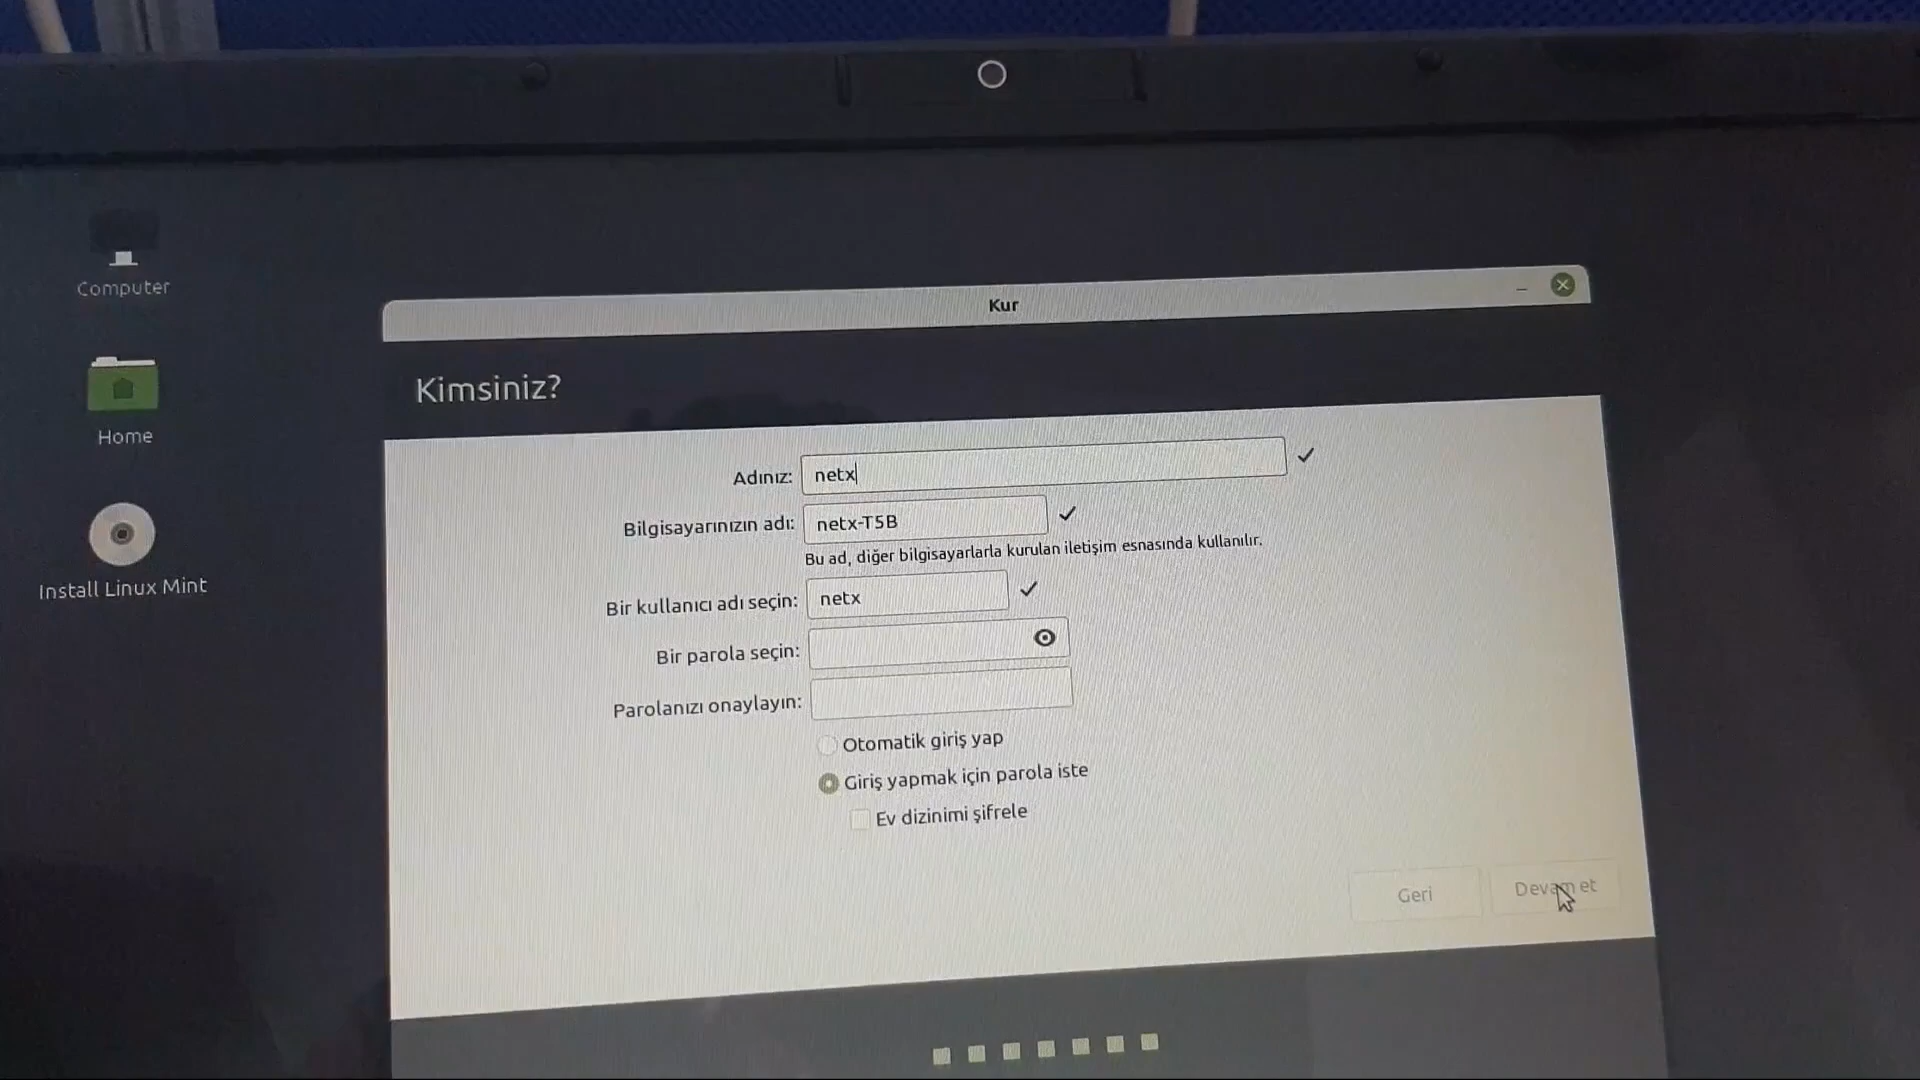 Computer
Home
Install Linux Mint
Kur
Kimsiniz?
Adınız: netx
Bilgisayarınızın adı: netx-T5B
Bu ad, diğer bilgisayarlarla kurulan iletişim esnasında kullanılır.
Bir kullanıcı adı seçin: netx
Bir parola seçin:
Parolanızı onaylayın:
Otomatik giriş yap
Giriş yapmak için parola iste
Ev dizinimi şifrele
Geri
Devam et